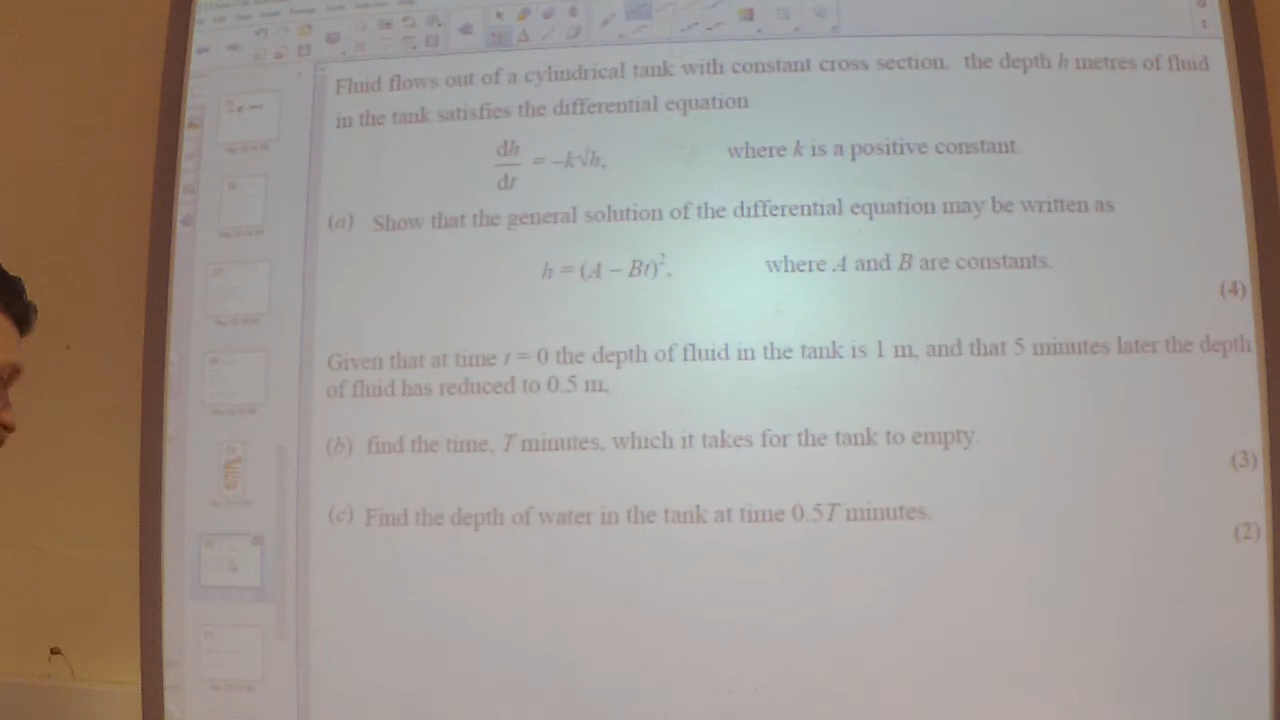 Fluid flows out of a cylindrical tank with constant cross section. the depth h metres of fluid
in the tank satisfies the differential equation
dh/dt = -k√h, where k is a positive constant.
(a) Show that the general solution of the differential equation may be written as
h = (A – Bt)², where A and B are constants.
(4)
Given that at time t = 0 the depth of fluid in the tank is 1 m, and that 5 minutes later the depth
of fluid has reduced to 0.5 m,
(b) find the time, T minutes, which it takes for the tank to empty.
(3)
(c) Find the depth of water in the tank at time 0.5T minutes.
(2)